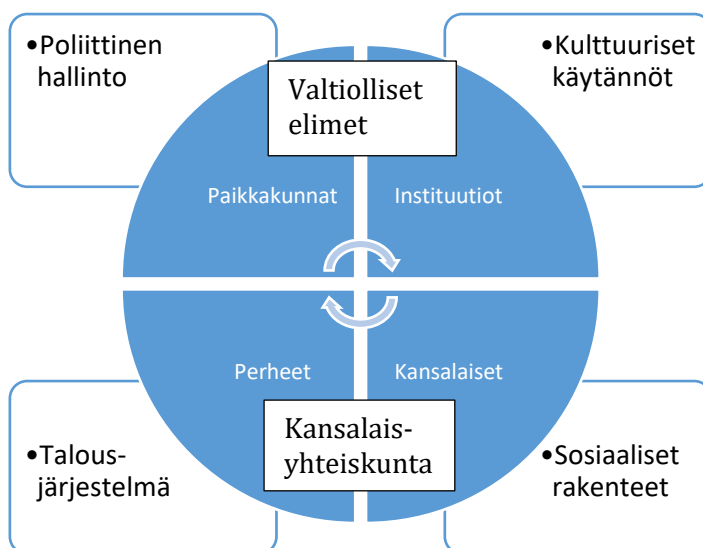 •Poliittinen
hallinto
•Kulttuuriset
käytännöt
Valtiolliset
elimet
Paikkakunnat
Instituutiot
Perheet
Kansalaiset
Kansalais-
yhteiskunta
•Talous-
järjestelmä
•Sosiaaliset
rakenteet